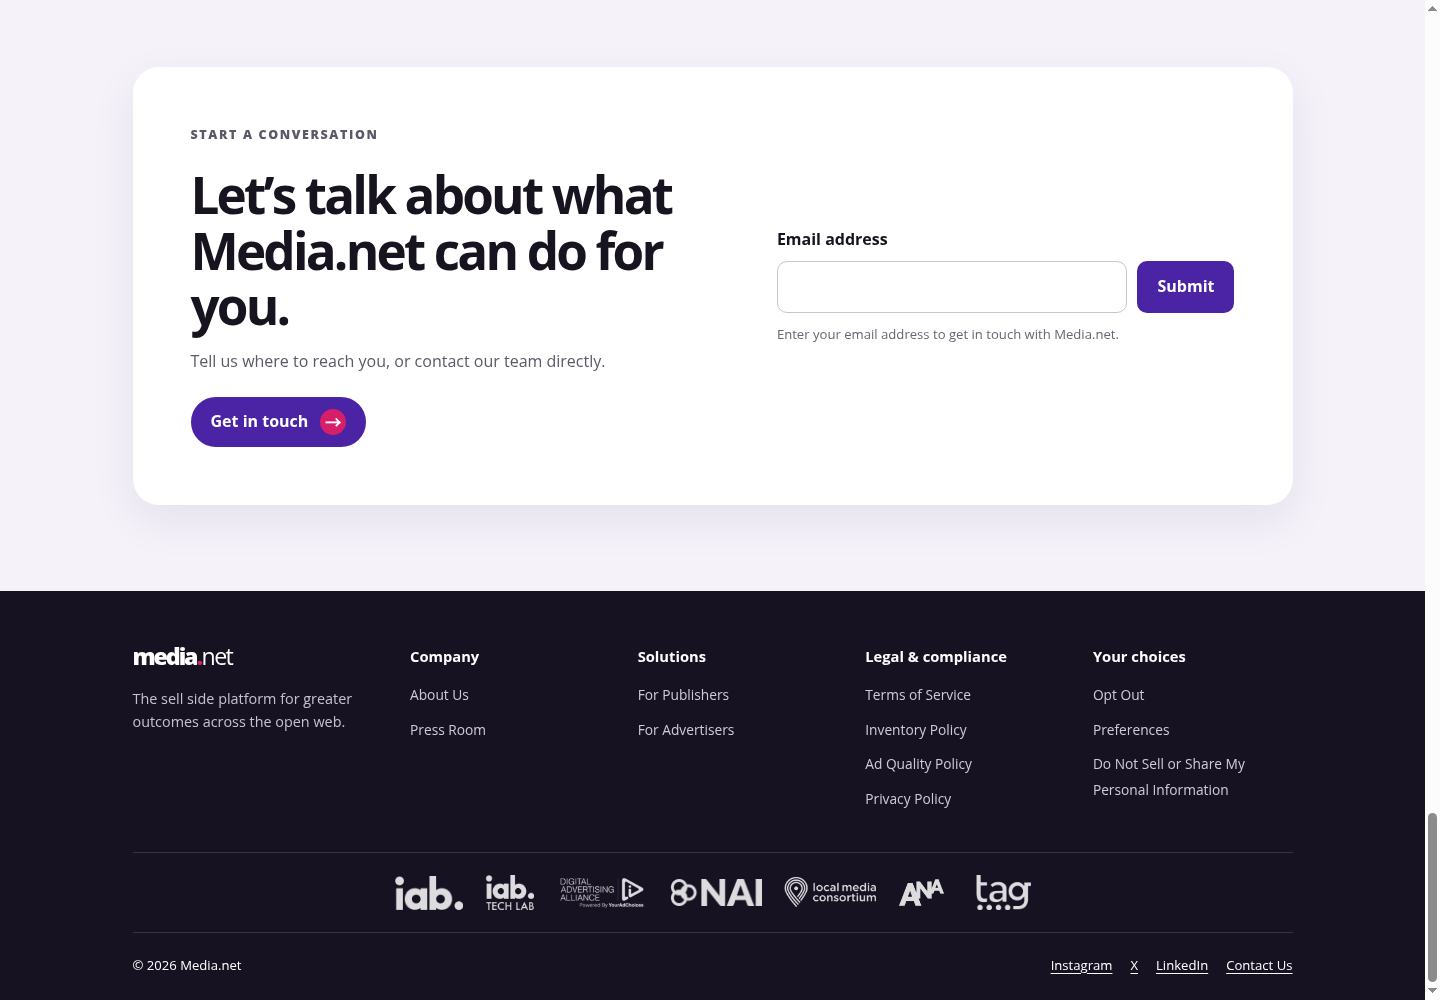 START A CONVERSATION
Let’s talk about what
Media.net can do for
you.
Tell us where to reach you, or contact our team directly.
Get in touch
Email address
Submit
Enter your email address to get in touch with Media.net.
media.net
The sell side platform for greater
outcomes across the open web.
Company
About Us
Press Room
Solutions
For Publishers
For Advertisers
Legal & compliance
Terms of Service
Inventory Policy
Ad Quality Policy
Privacy Policy
Your choices
Opt Out
Preferences
Do Not Sell or Share My
Personal Information
iab.
iab.
TECH LAB
DIGITAL
ADVERTISING
ALLIANCE
Powered By YourAdChoices
NAI
local media
consortium
ANA
tag
© 2026 Media.net
Instagram
X
LinkedIn
Contact Us